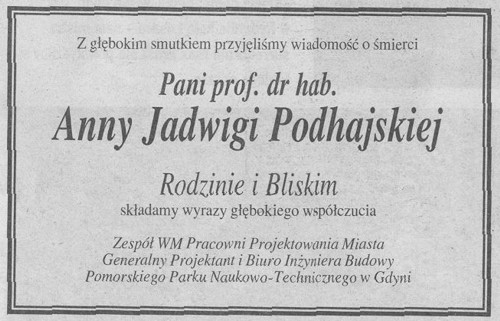 Z głębokim smutkiem przyjęliśmy wiadomość o śmierci
Pani prof. dr hab.
Anny Jadwigi Podhajskiej
Rodzinie i Bliskim
składamy wyrazy głębokiego współczucia
Zespół WM Pracowni Projektowania Miasta
Generalny Projektant i Biuro Inżyniera Budowy
Pomorskiego Parku Naukowo-Technicznego w Gdyni